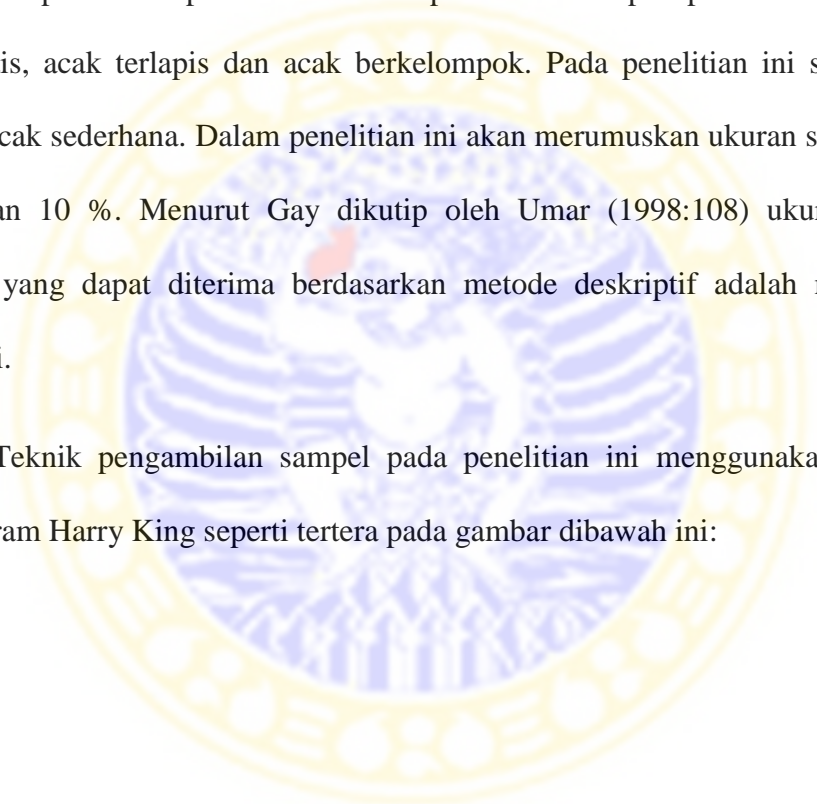 is, acak terlapis dan acak berkelompok. Pada penelitian ini s
cak sederhana. Dalam penelitian ini akan merumuskan ukuran s
an 10 %. Menurut Gay dikutip oleh Umar (1998:108) uku
yang dapat diterima berdasarkan metode deskriptif adalah
i.
Teknik pengambilan sampel pada penelitian ini menggunaka
ram Harry King seperti tertera pada gambar dibawah ini: